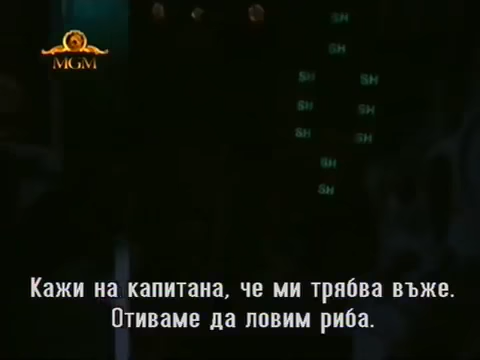 SH
SH
SH SH
SH SH
SH SH
SH
SH
MGM
Кажи на капитана, че ми трябва въже.
Отиваме да ловим риба.